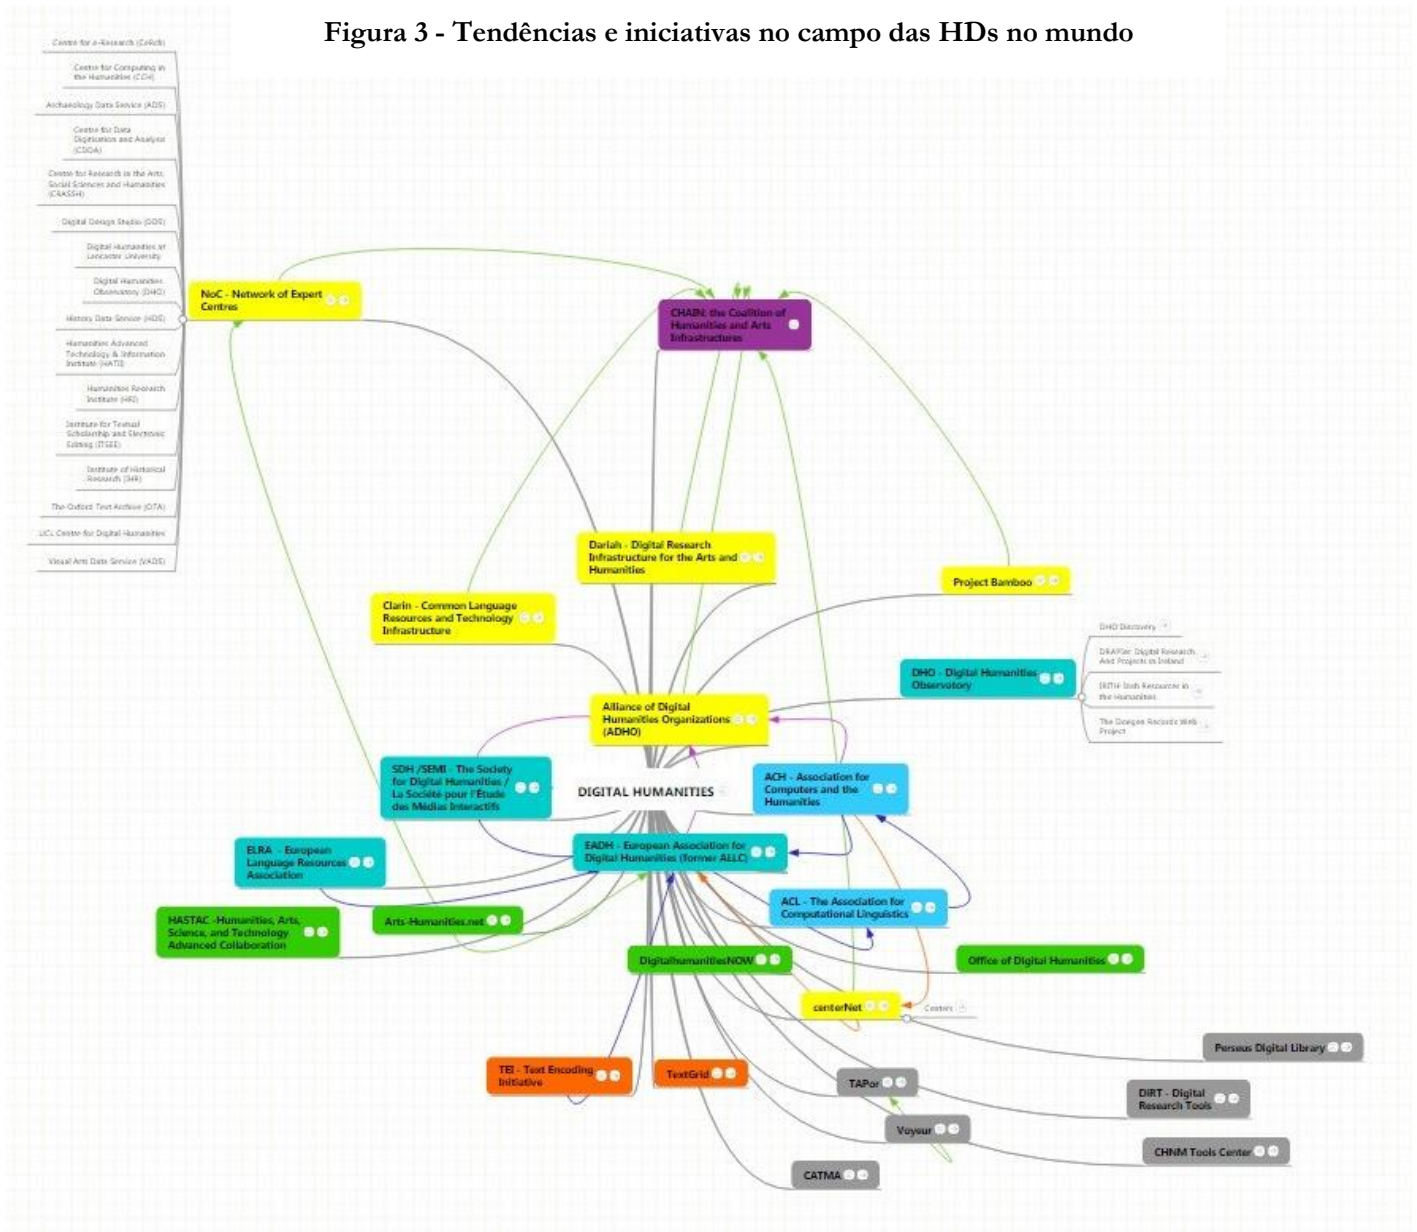 Figura 3 - Tendências e iniciativas no campo das HDs no mundo
Centre for e-Research (CeRch)
Centre for Computing in
the Humanities (CCH)
Archaeology Data Service (ADS)
Centre for Data
Digitisation and Analysis
(CDDA)
Centre for Research in the Arts,
Social Sciences and Humanities
(CRASSH)
Digital Design Studio (DDS)
Digital Humanities at
Lancaster University
Digital Humanities
Observatory (DHO)
History Data Service (HDS)
Humanities Advanced
Technology & Information
Institute (HATII)
Humanities Research
Institute (HRI)
Institute for Textual
Scholarship and Electronic
Editing (ITSEE)
Institute of Historical
Research (IHR)
The Oxford Text Archive (OTA)
UCL Centre for Digital Humanities
Visual Arts Data Service (VADS)
NoC - Network of Expert
Centres
CHAIN: the Coalition of
Humanities and Arts
Infrastructures
Dariah - Digital Research
Infrastructure for the Arts and
Humanities
Project Bamboo
Clarin - Common Language
Resources and Technology
Infrastructure
DHO - Digital Humanities
Observatory
DHO Discovery
DRAPIer: Digital Research
And Projects in Ireland
IRITH: Irish Resources in
the Humanities
The Doegen Records Web
Project
Alliance of Digital
Humanities Organizations
(ADHO)
SDH /SEMI - The Society
for Digital Humanities /
La Société pour l'Étude
des Médias Interactifs
DIGITAL HUMANITIES
ACH - Association for
Computers and the
Humanities
ELRA - European
Language Resources
Association
EADH - European Association for
Digital Humanities (former ALLC)
ACL - The Association for
Computational Linguistics
HASTAC -Humanities, Arts,
Science, and Technology
Advanced Collaboration
Arts-Humanities.net
DigitalhumanitiesNOW
Office of Digital Humanities
centerNet
Centers
Perseus Digital Library
TEI - Text Encoding
Initiative
TextGrid
TAPor
DIRT - Digital
Research Tools
Voyeur
CHNM Tools Center
CATMA